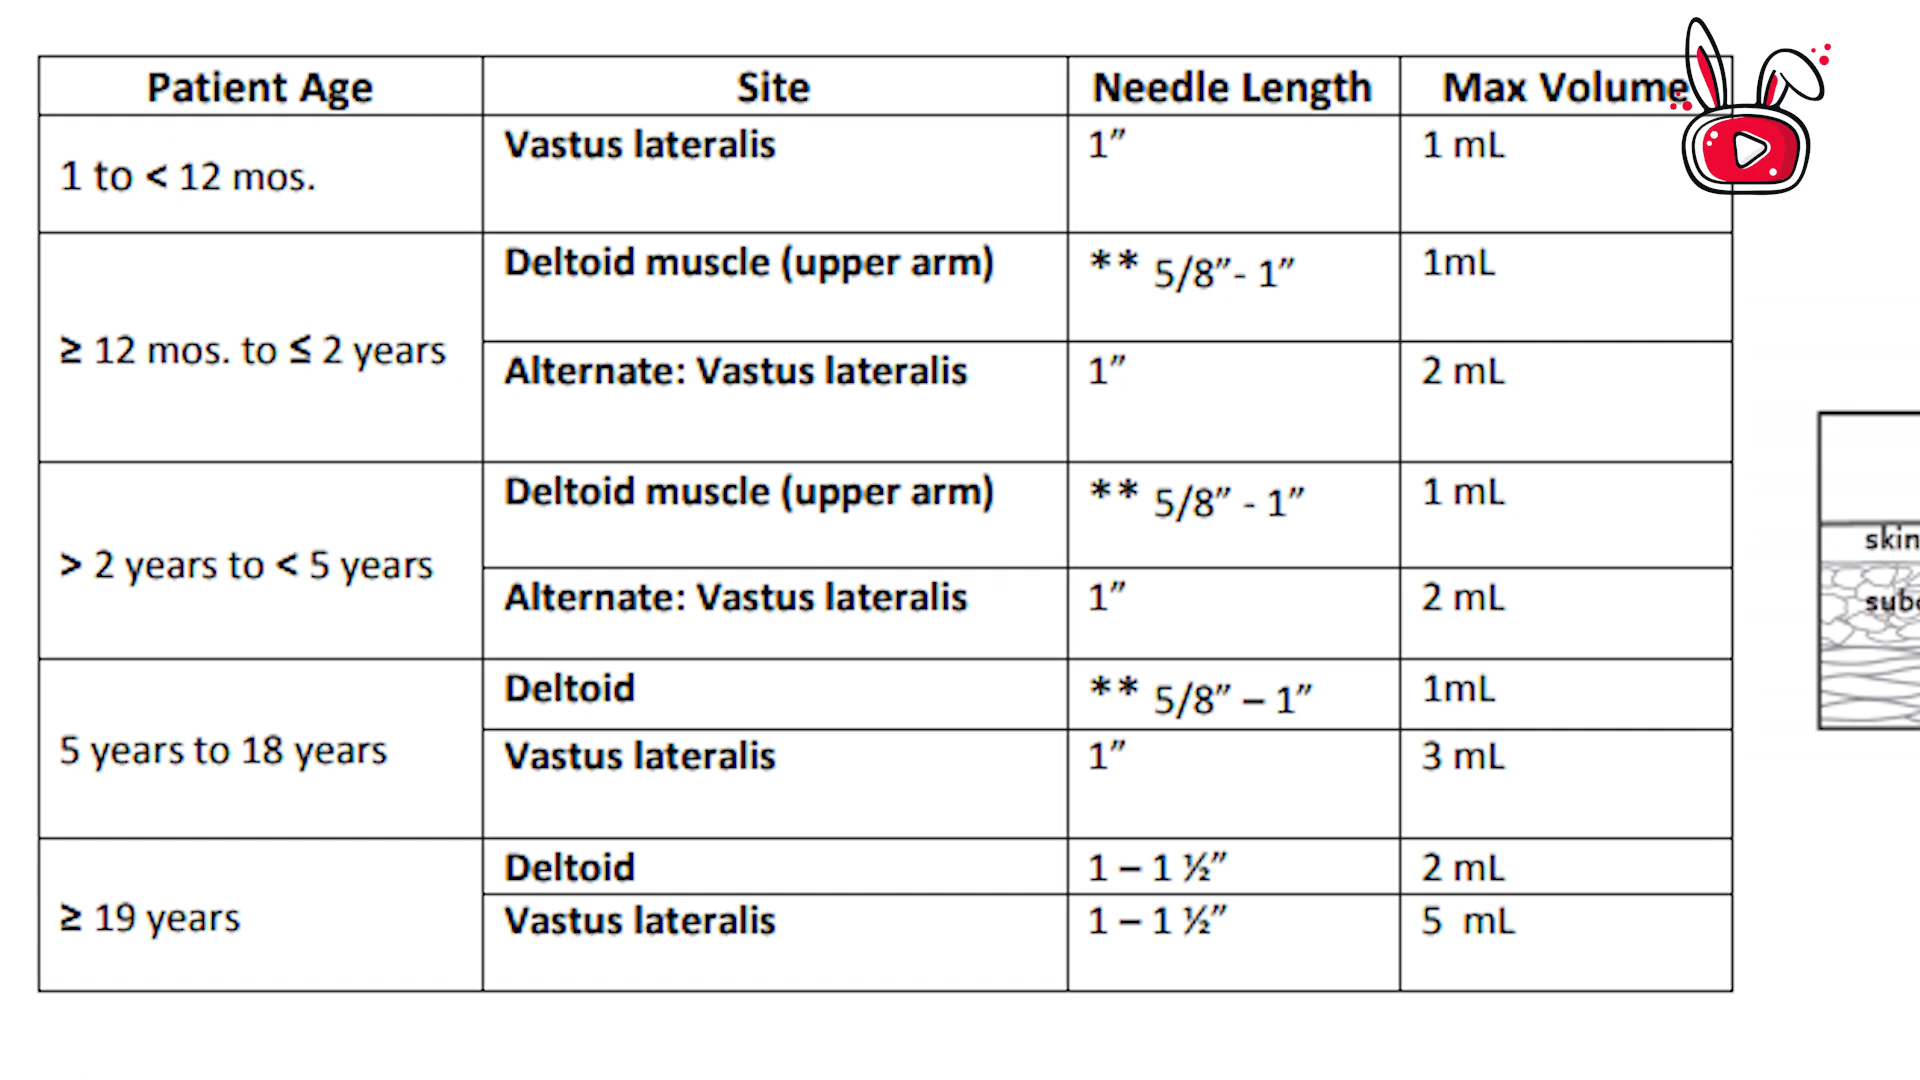 Patient Age Site Needle Length Max Volume
1 to < 12 mos. Vastus lateralis 1” 1 mL
≥ 12 mos. to ≤ 2 years Deltoid muscle (upper arm) ** 5/8”- 1” 1mL
Alternate: Vastus lateralis 1” 2 mL
> 2 years to < 5 years Deltoid muscle (upper arm) ** 5/8” - 1” 1 mL
Alternate: Vastus lateralis 1” 2 mL
5 years to 18 years Deltoid ** 5/8” – 1” 1mL
Vastus lateralis 1” 3 mL
≥ 19 years Deltoid 1 – 1 ½” 2 mL
Vastus lateralis 1 – 1 ½” 5 mL
skin